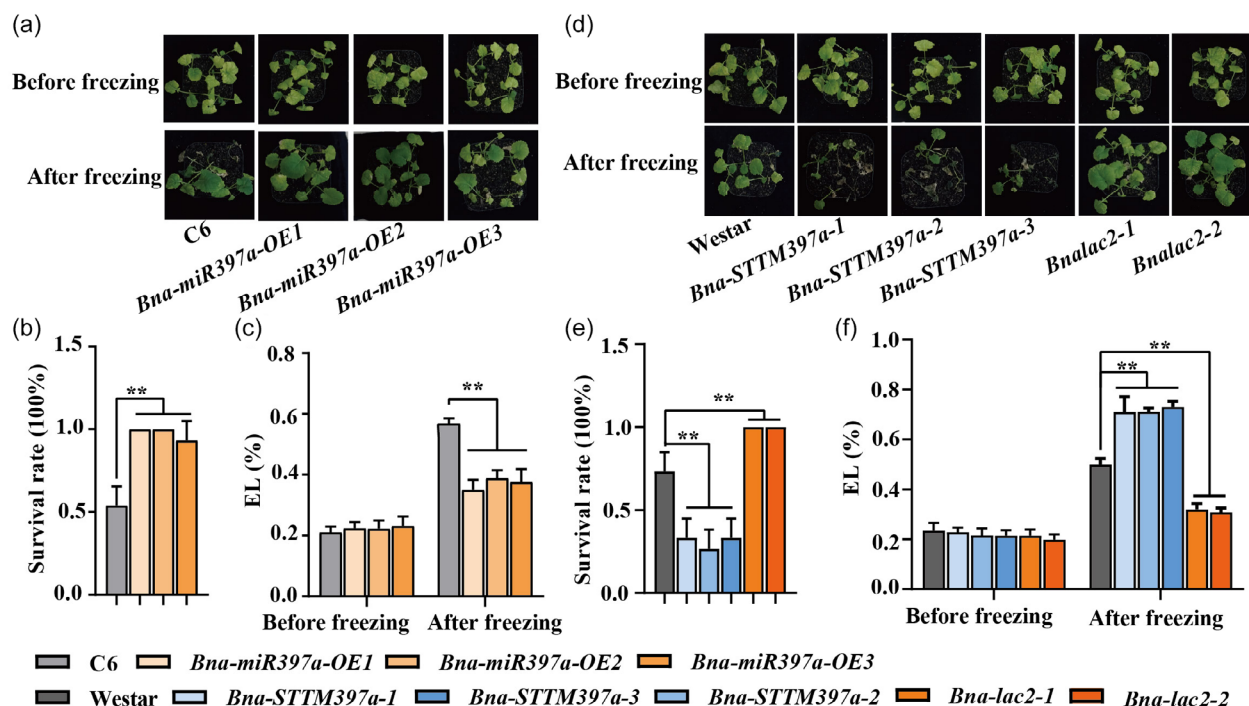 (a)
Before freezing
After freezing
C6
Bna-miR397a-OE1
Bna-miR397a-OE2
Bna-miR397a-OE3
(d)
Before freezing
After freezing
Westar
Bna-STTM397a-1
Bna-STTM397a-2
Bna-STTM397a-3
Bnalac2-1
Bnalac2-2
(b)
Survival rate (100%)
1.5
1.0
0.5
0.0
**
(c)
EL (%)
0.8
0.6
0.4
0.2
0.0
**
Before freezing
After freezing
(e)
Survival rate (100%)
1.5
1.0
0.5
0.0
**
**
(f)
EL (%)
1.0
0.8
0.6
0.4
0.2
0.0
**
**
Before freezing
After freezing
C6 Bna-miR397a-OE1 Bna-miR397a-OE2 Bna-miR397a-OE3
Westar Bna-STTM397a-1 Bna-STTM397a-3 Bna-STTM397a-2 Bna-lac2-1 Bna-lac2-2